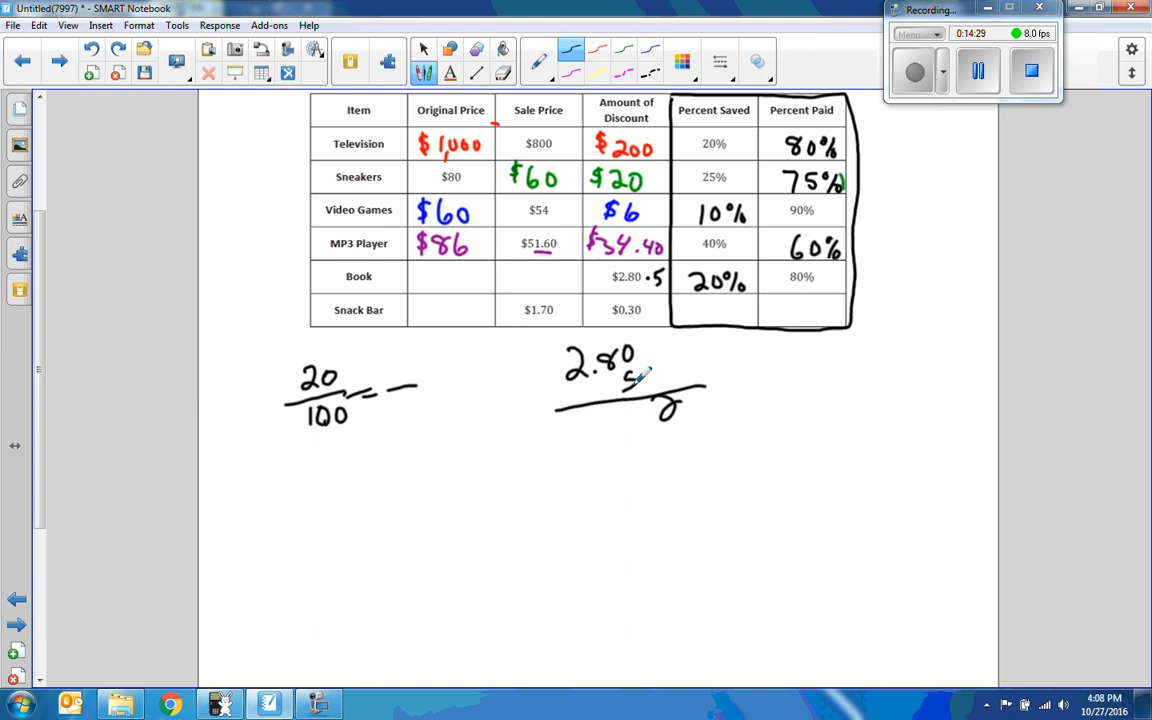 Untitled(7997) * - SMART Notebook
File Edit View Insert Format Tools Response Add-ons Help
Recording...
Menu 0:14:29 8.0 fps
Item Original Price Sale Price Amount of Discount Percent Saved Percent Paid
Television $1,000 $800 $200 20% 80%
Sneakers $80 $60 $20 25% 75%
Video Games $60 $54 $6 10% 90%
MP3 Player $86 $51.60 $34.40 40% 60%
Book $2.80 •5 20% 80%
Snack Bar $1.70 $0.30
20 2.80
100 = 5
4:08 PM
10/27/2016